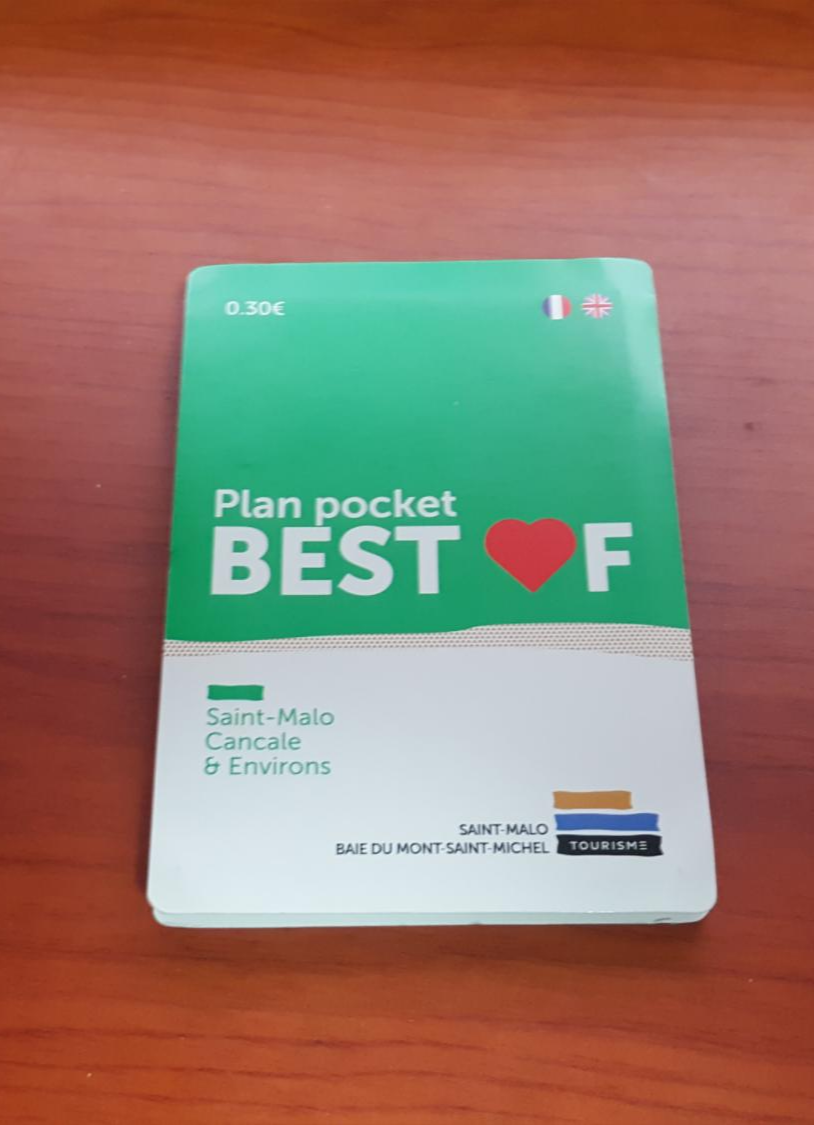 0.30€
Plan pocket
BEST F
Saint-Malo
Cancale
& Environs
SAINT-MALO
BAIE DU MONT-SAINT-MICHEL
TOURISME